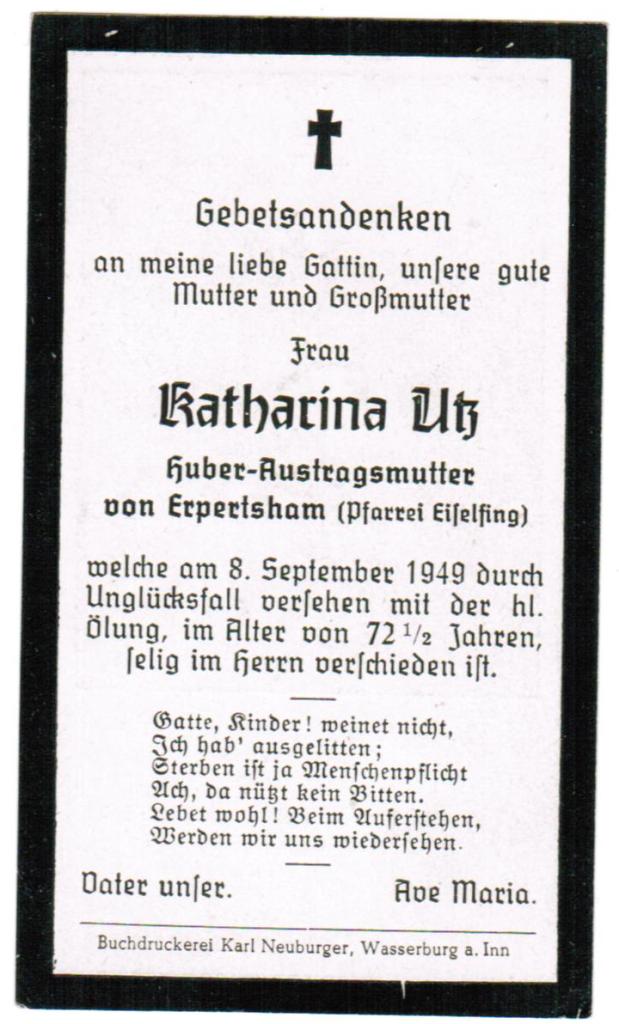 Gebetsandenken
an meine liebe Gattin, unsere gute
Mutter und Großmutter
Frau
Katharina Utz
Huber-Austragsmutter
von Erpertsham (Pfarrei Eiselfing)
welche am 8. September 1949 durch
Unglücksfall versehen mit der hl.
Ölung, im Alter von 72 1/2 Jahren,
selig im Herrn verschieden ist.
Gatte, Kinder! weinet nicht,
Ich hab' ausgelitten;
Sterben ist ja Menschenpflicht
Ach, da nützt kein Bitten.
Lebet wohl! Beim Auferstehen,
Werden wir uns wiedersehen.
Vater unser. Ave Maria.
Buchdruckerei Karl Neuburger, Wasserburg a. Inn